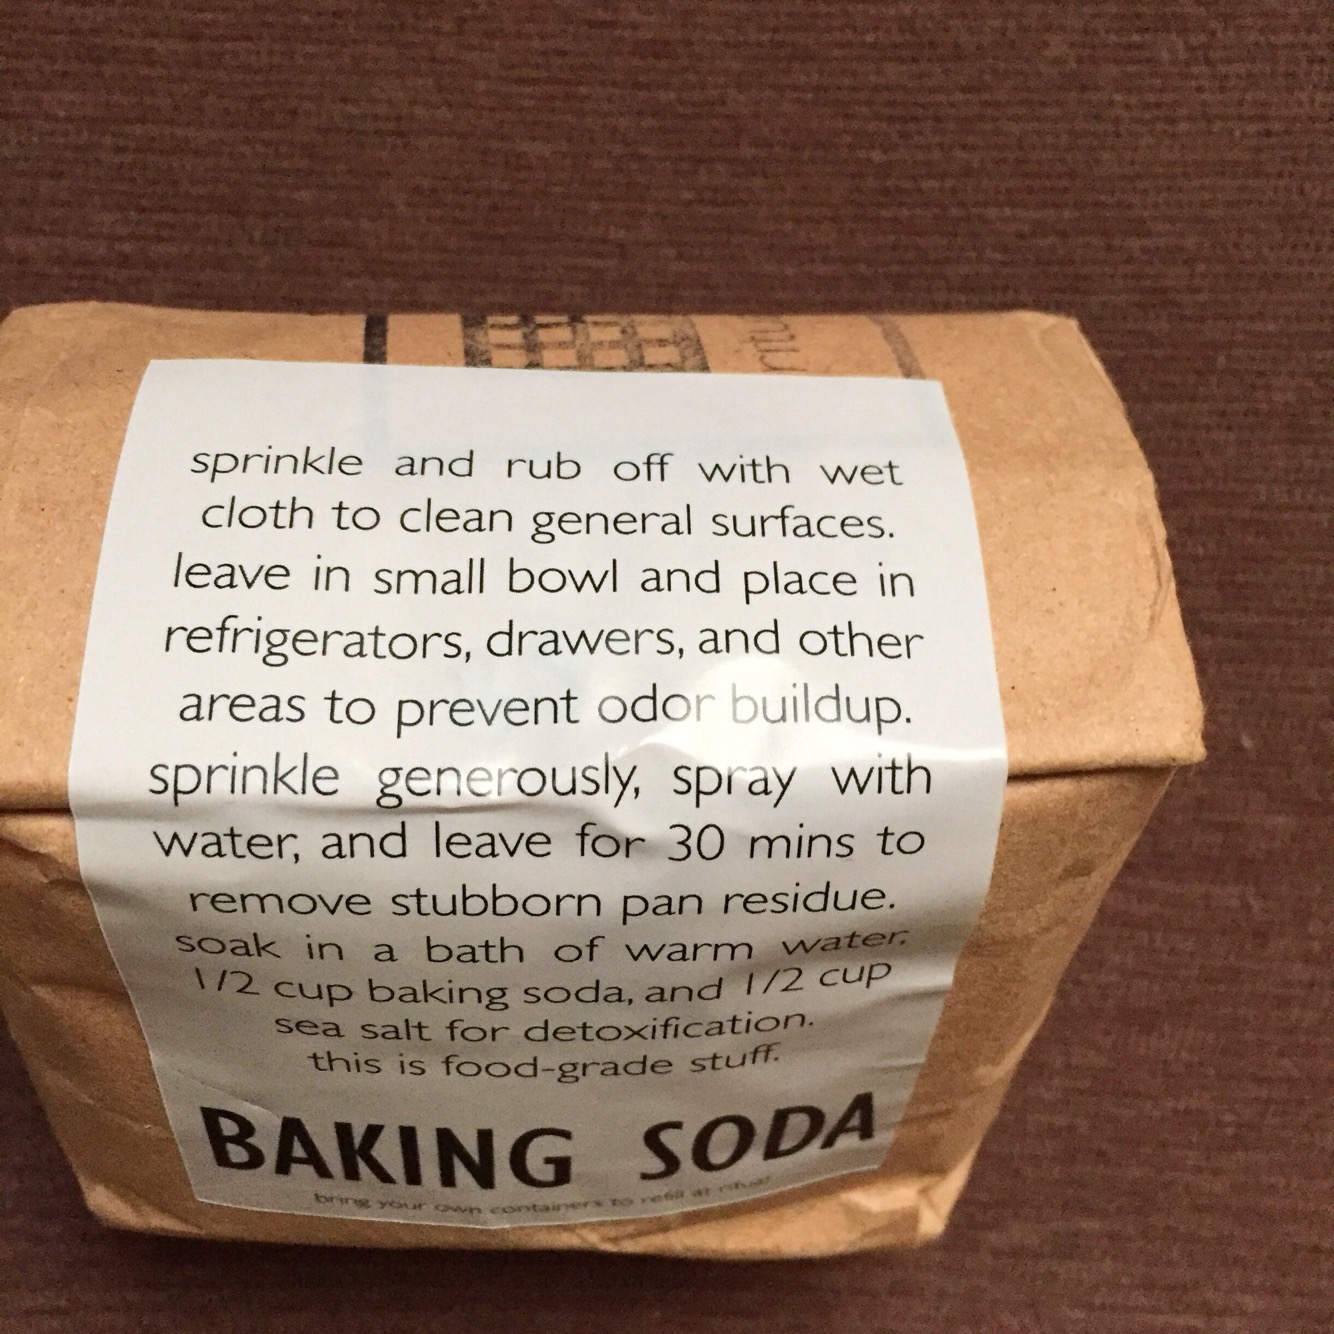 sprinkle and rub off with wet
cloth to clean general surfaces.
leave in small bowl and place in
refrigerators, drawers, and other
areas to prevent odor buildup.
sprinkle generously, spray with
water, and leave for 30 mins to
remove stubborn pan residue.
soak in a bath of warm water,
1/2 cup baking soda, and 1/2 cup
sea salt for detoxification.
this is food-grade stuff.
BAKING SODA
bring your own containers to refill at ritual